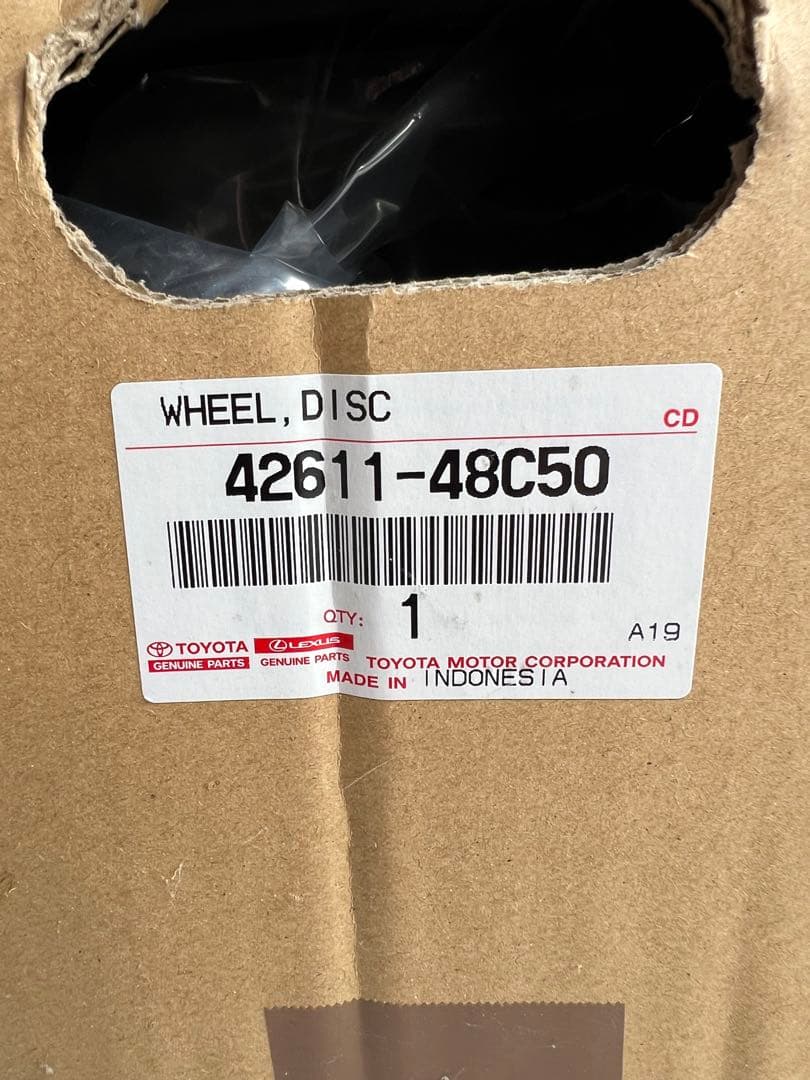 WHEEL, DISC
CD
42611-48C50
QTY: 1
A19
TOYOTA LEXUS
GENUINE PARTS GENUINE PARTS TOYOTA MOTOR CORPORATION
MADE IN INDONESIA